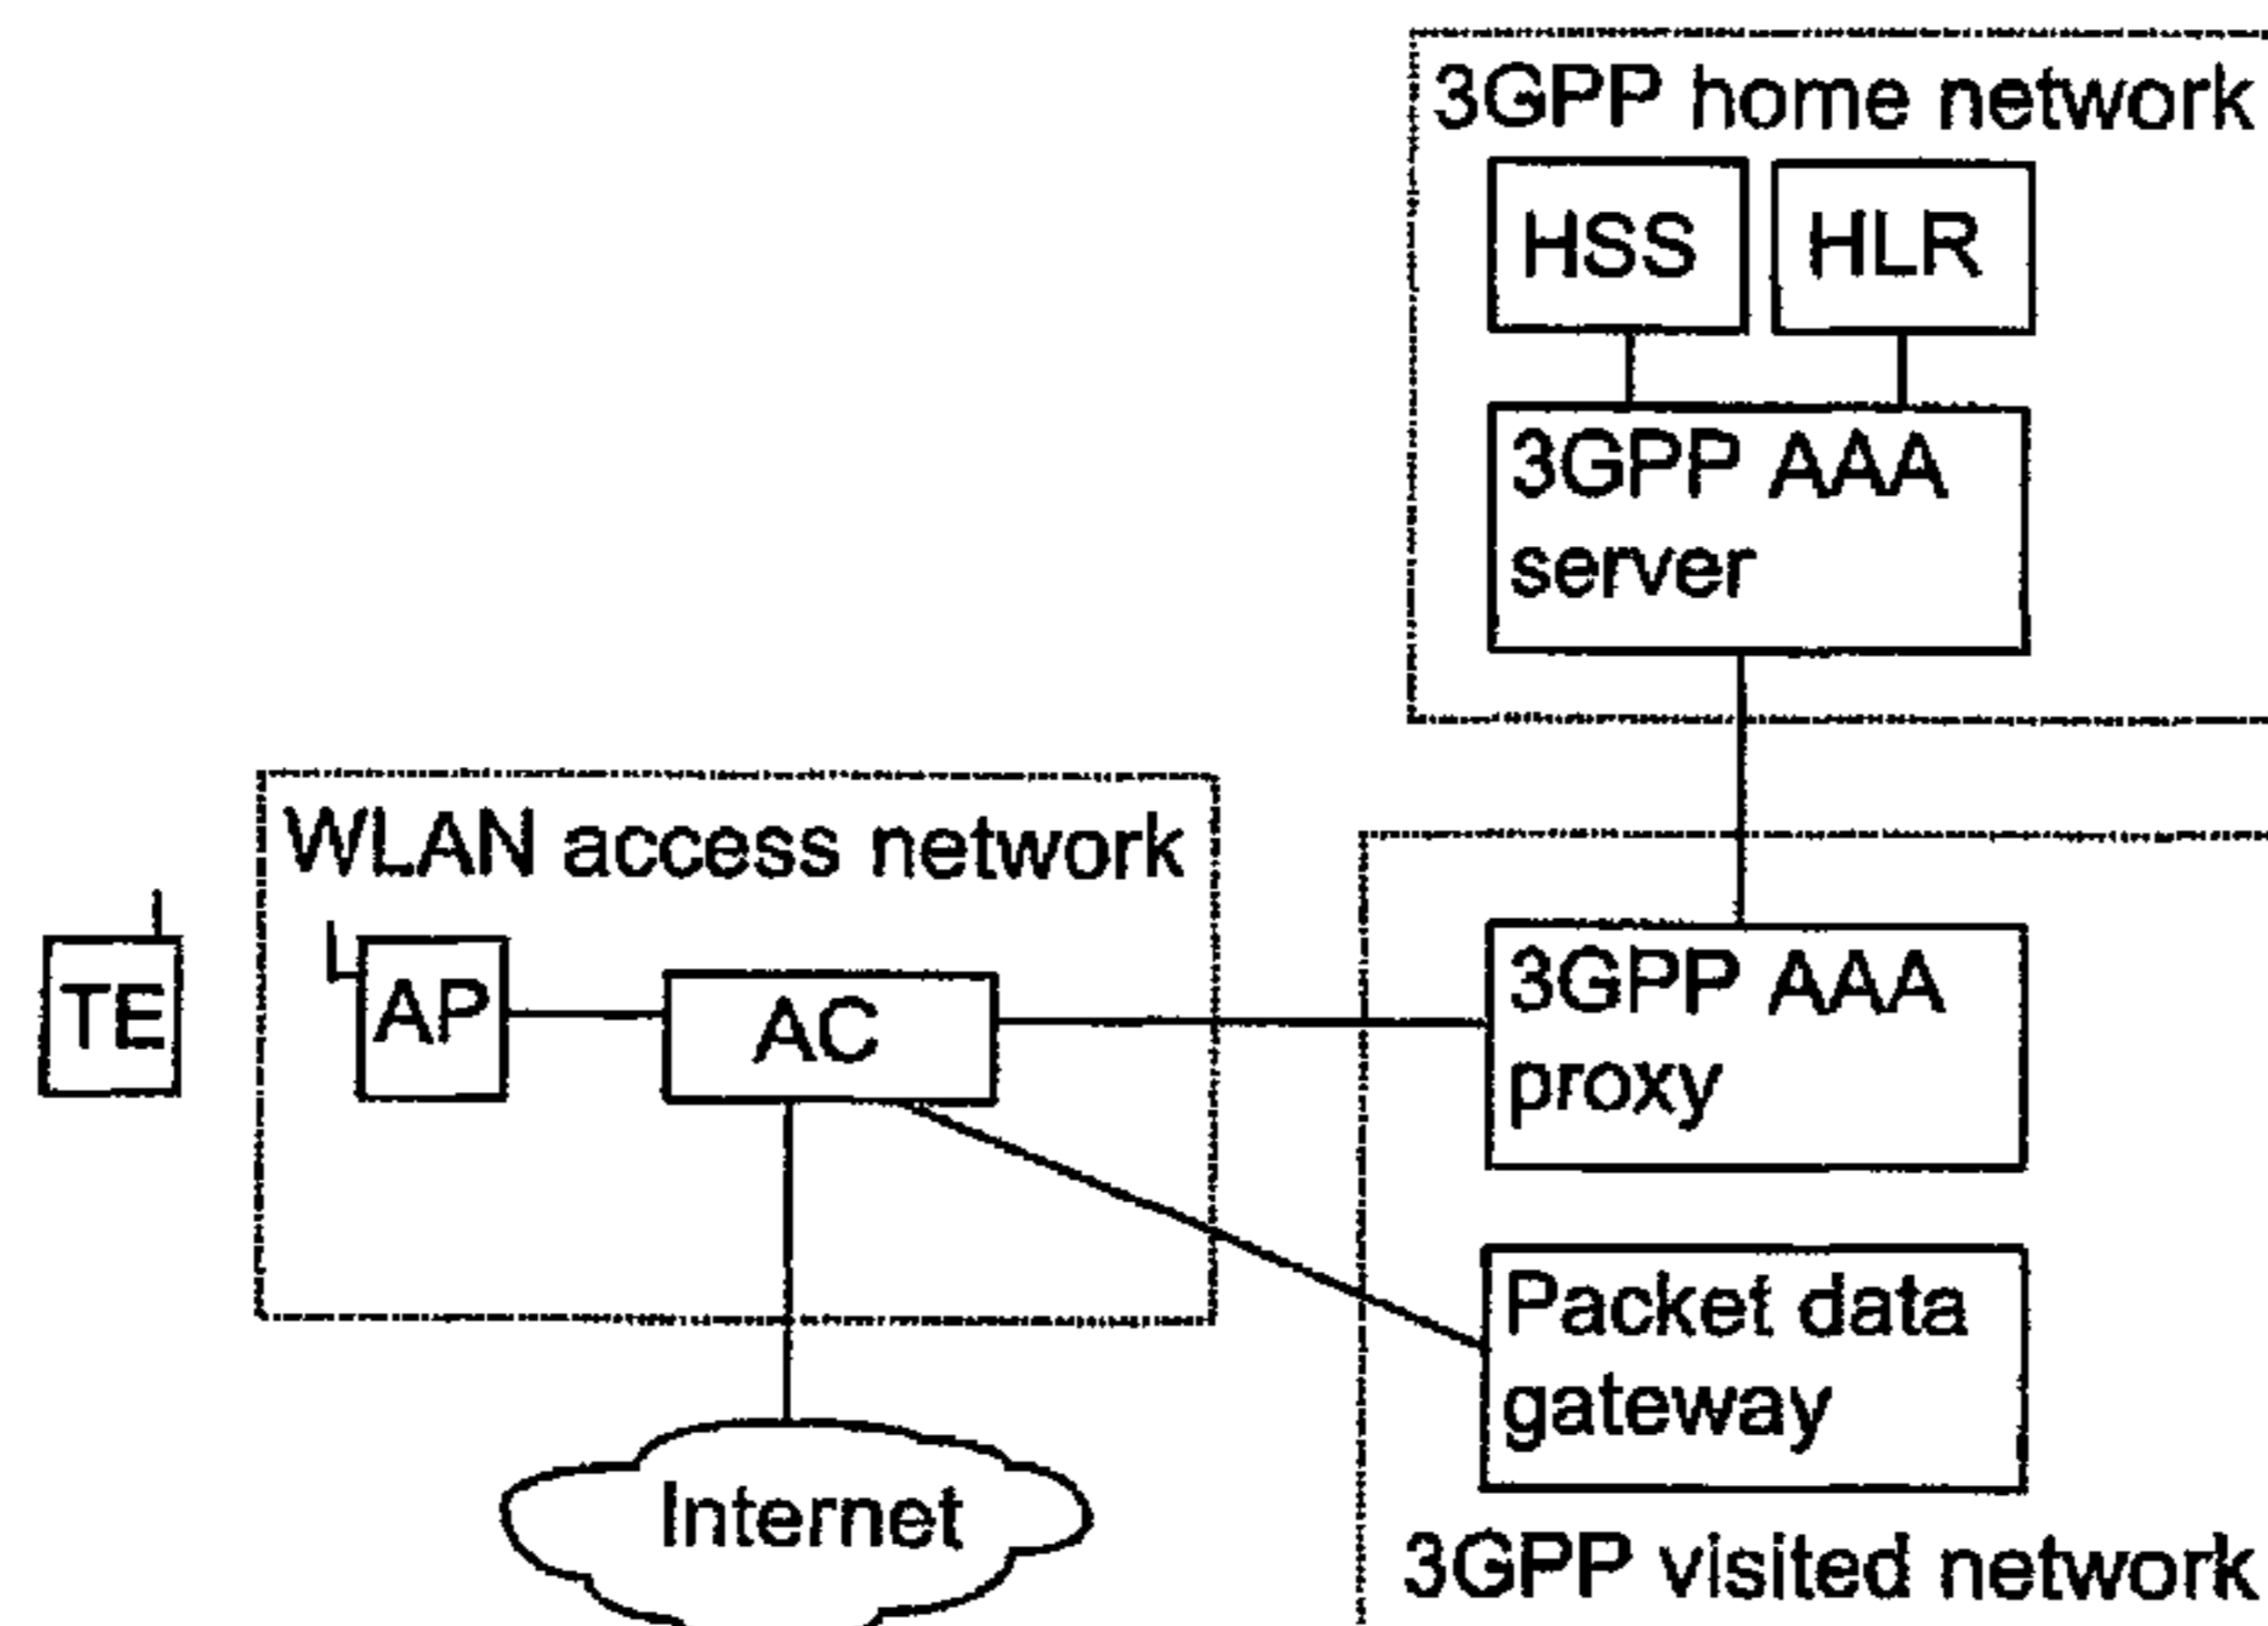 3GPP home network
HSS
HLR
3GPP AAA
server
WLAN access network
TE
AP
AC
3GPP AAA
proxy
Packet data
gateway
Internet
3GPP visited network